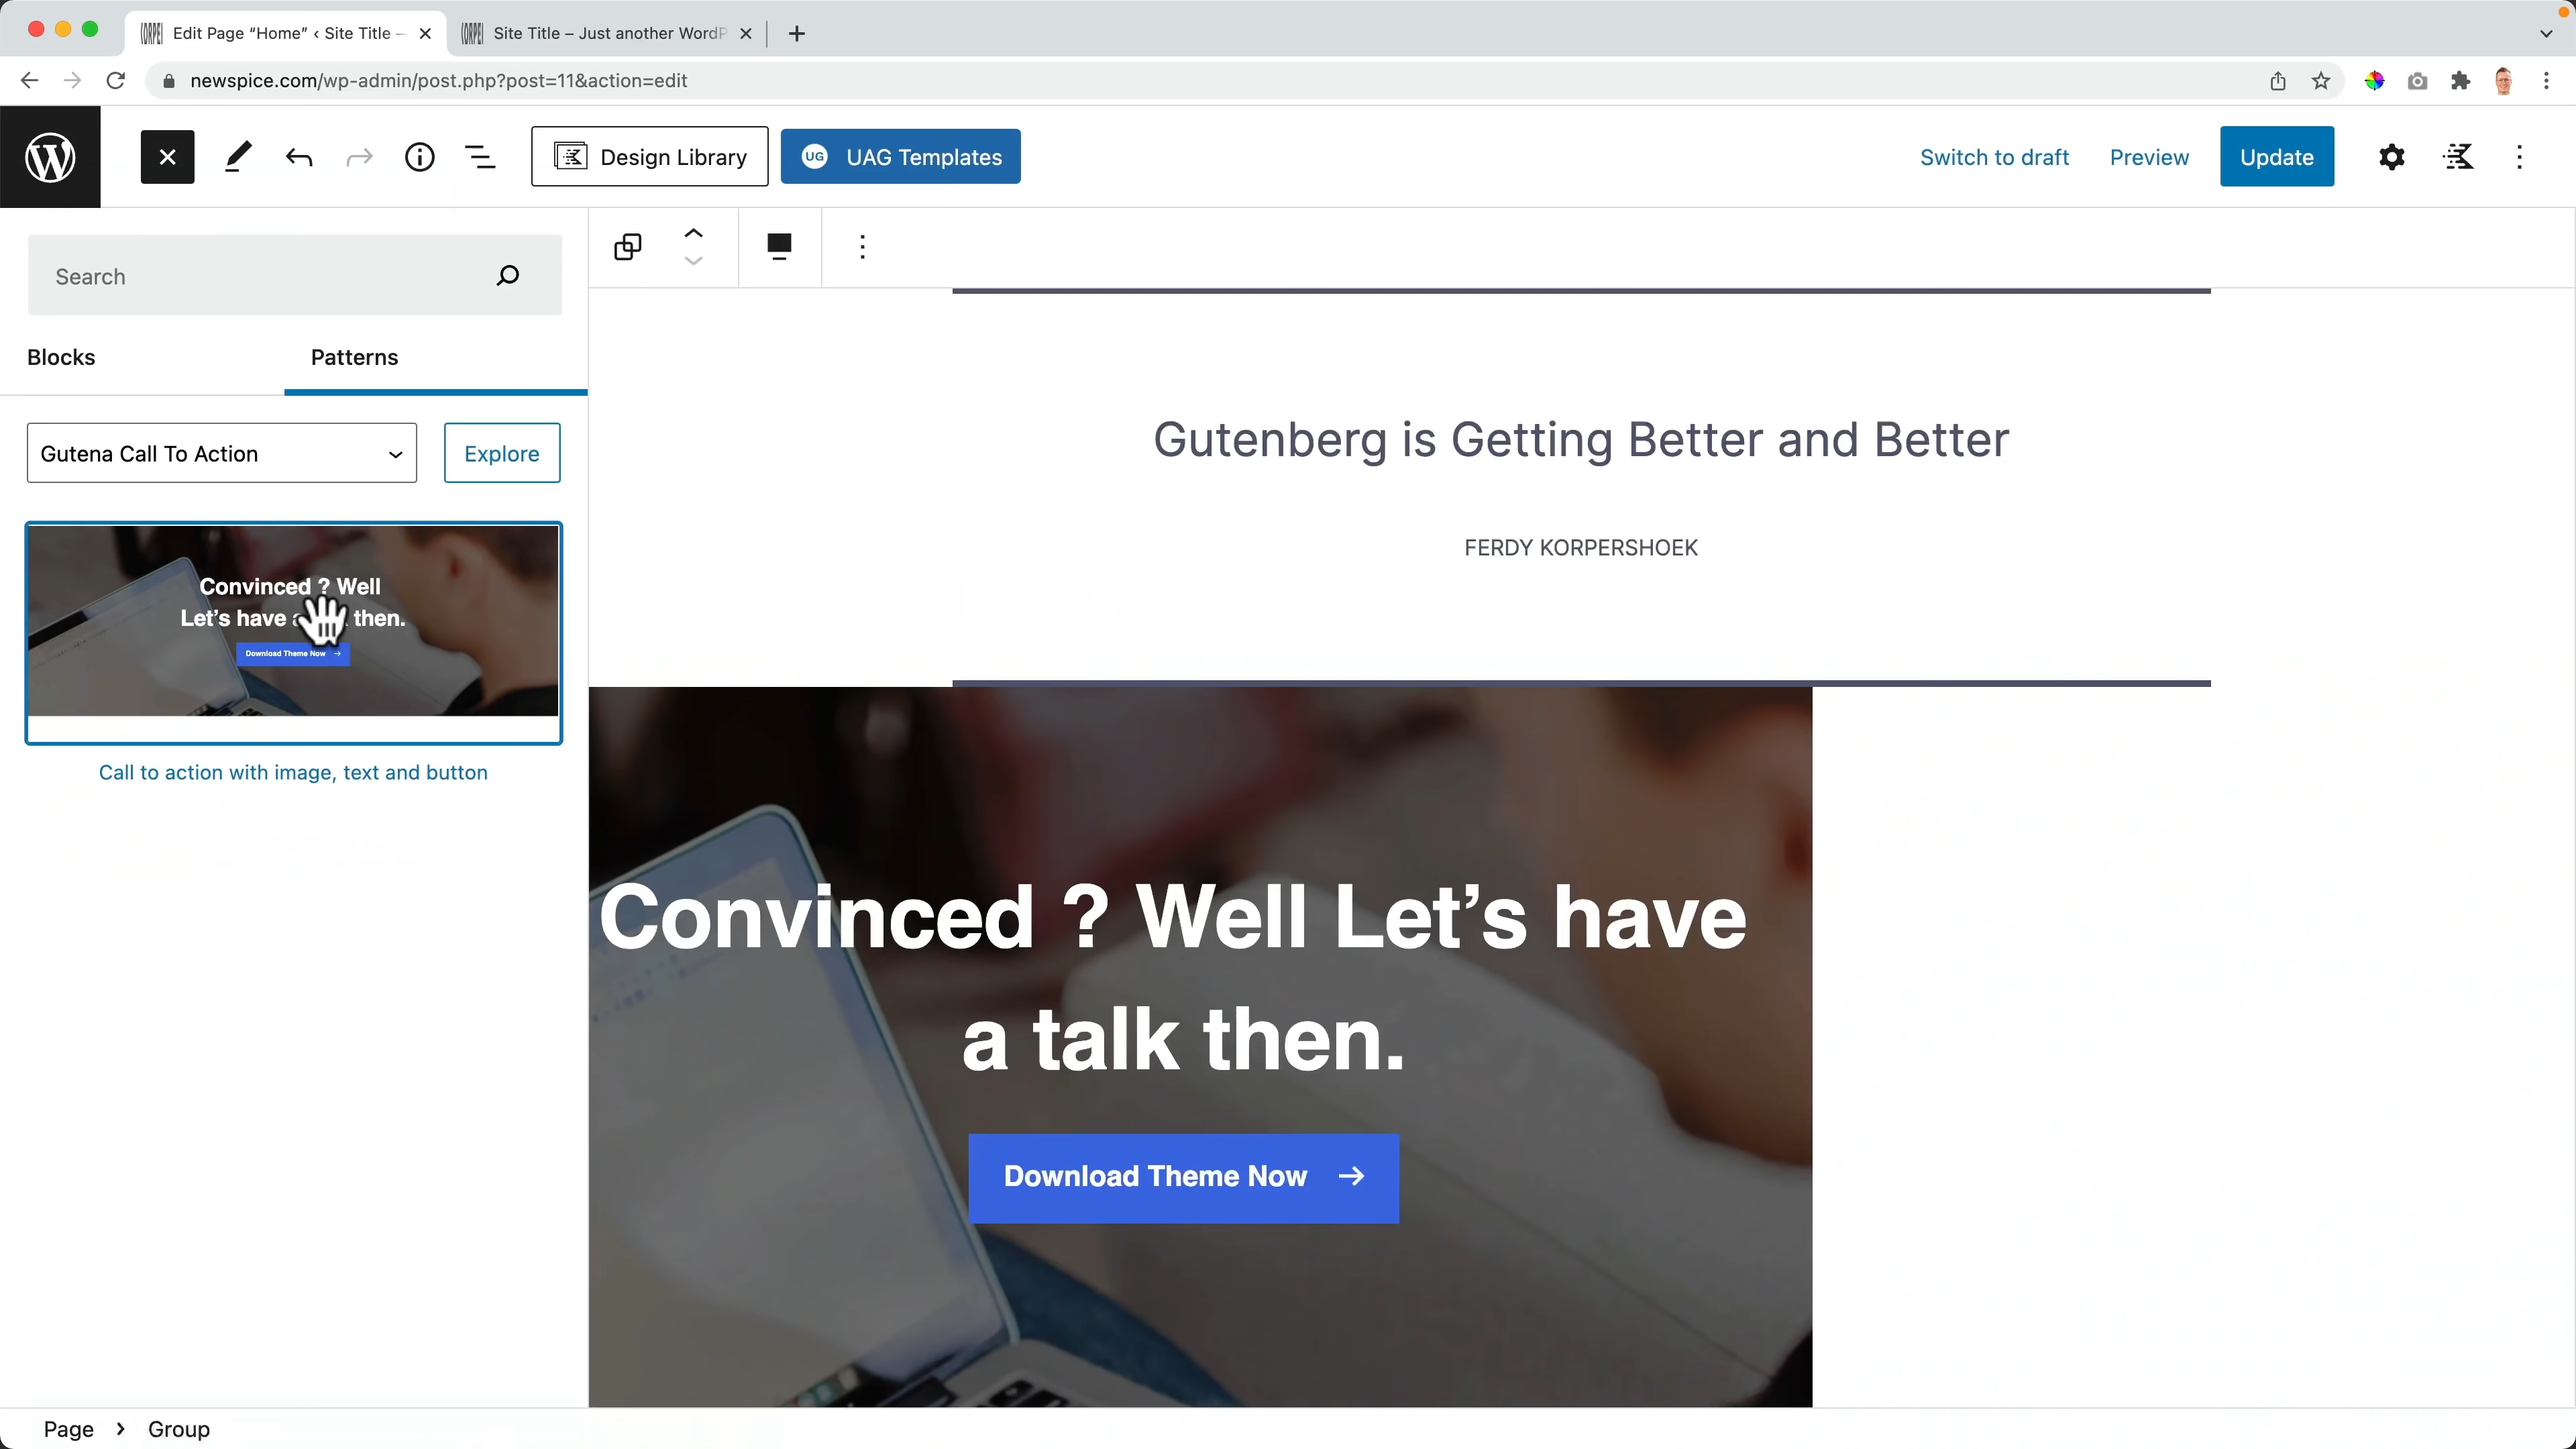 Edit Page “Home” ‹ Site Title —
Site Title – Just another WordP
newspice.com/wp-admin/post.php?post=11&action=edit
Design Library
UG UAG Templates
Switch to draft
Preview
Update
Search
Blocks
Patterns
Gutena Call To Action
Explore
Convinced ? Well
Let’s have a then.
Download Theme Now →
Call to action with image, text and button
Gutenberg is Getting Better and Better
FERDY KORPERSHOEK
Convinced ? Well Let’s have
a talk then.
Download Theme Now →
Page › Group